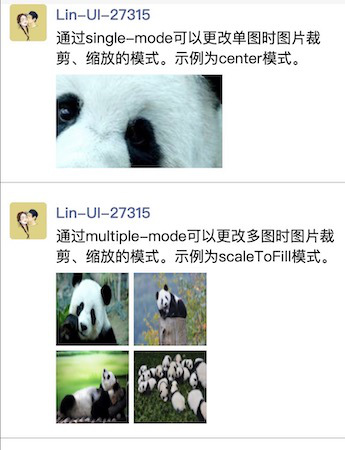 Lin-UI-27315
通过single-mode可以更改单图时图片裁
剪、缩放的模式。示例为center模式。
Lin-UI-27315
通过multiple-mode可以更改多图时图片裁
剪、缩放的模式。示例为scaleToFill模式。